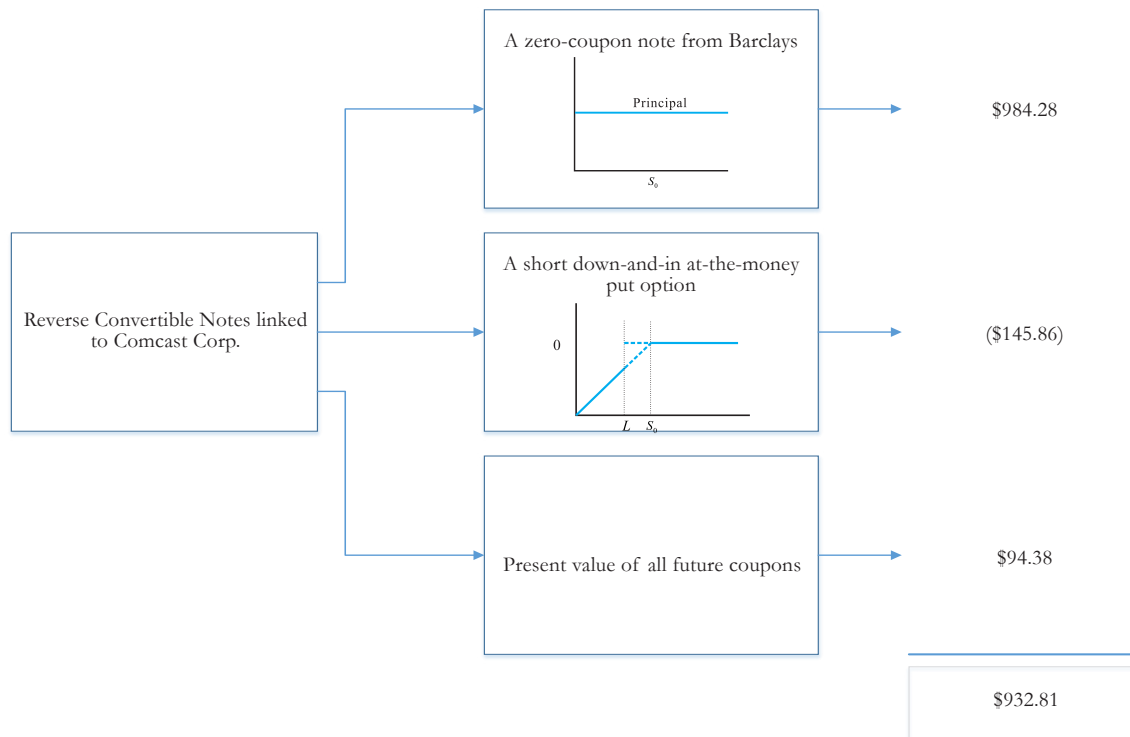 A zero-coupon note from Barclays
Principal
S₀
$984.28
Reverse Convertible Notes linked
to Comcast Corp.
A short down-and-in at-the-money
put option
0
L S₀
($145.86)
Present value of all future coupons
$94.38
$932.81